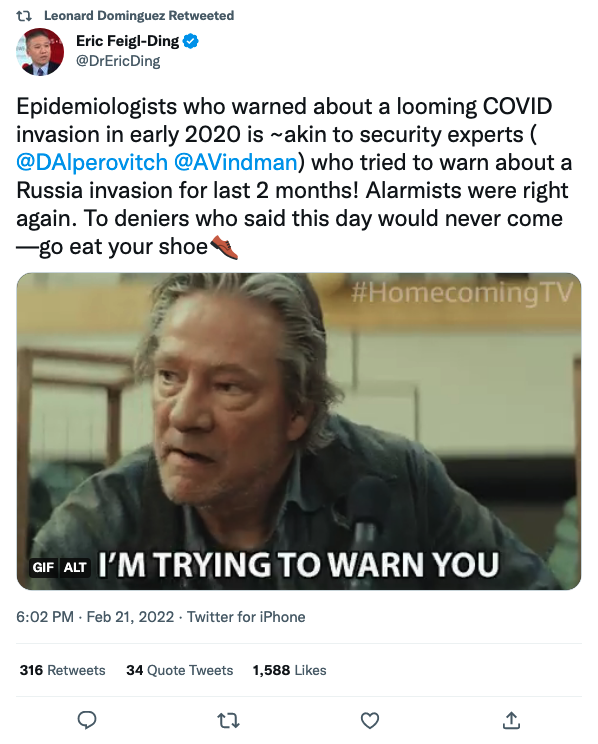 Leonard Dominguez Retweeted
Eric Feigl-Ding
@DrEricDing
Epidemiologists who warned about a looming COVID
invasion in early 2020 is ~akin to security experts (
@DAlperovitch @AVindman) who tried to warn about a
Russia invasion for last 2 months! Alarmists were right
again. To deniers who said this day would never come
—go eat your shoe👞
#HomecomingTV
GIF ALT I'M TRYING TO WARN YOU
6:02 PM · Feb 21, 2022 · Twitter for iPhone
316 Retweets 34 Quote Tweets 1,588 Likes